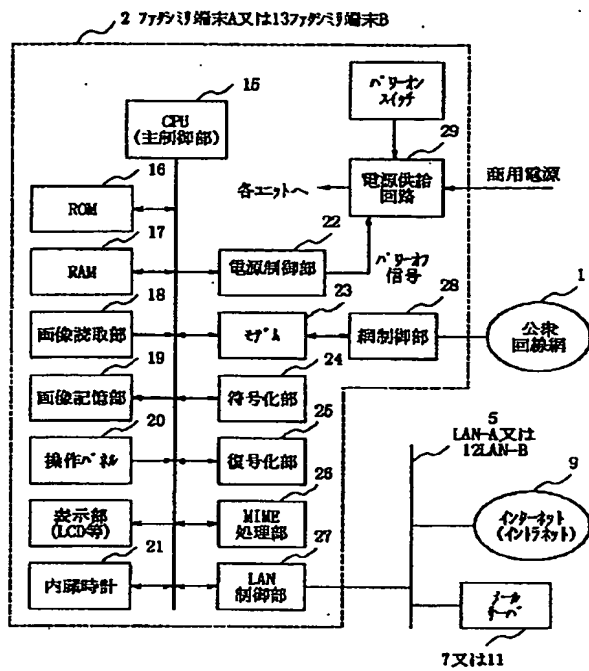 2 ファクシミリ端末A又は13ファクシミリ端末B
15
CPU
(主制御部)
パワーオン
スイッチ
29
電源供給
回路
商用電源
各ユニットへ
16
ROM
17
RAM
22
電源制御部
パワーオフ
信号
18
画像読取部
23
モデム
28
網制御部
1
公衆
回線網
19
画像記憶部
24
符号化部
20
操作パネル
25
復号化部
5
LAN-A又は
12LAN-B
表示部
(LCD等)
26
MIME
処理部
9
インターネット
(イントラネット)
21
内蔵時計
27
LAN
制御部
メール
サーバ
7又は11